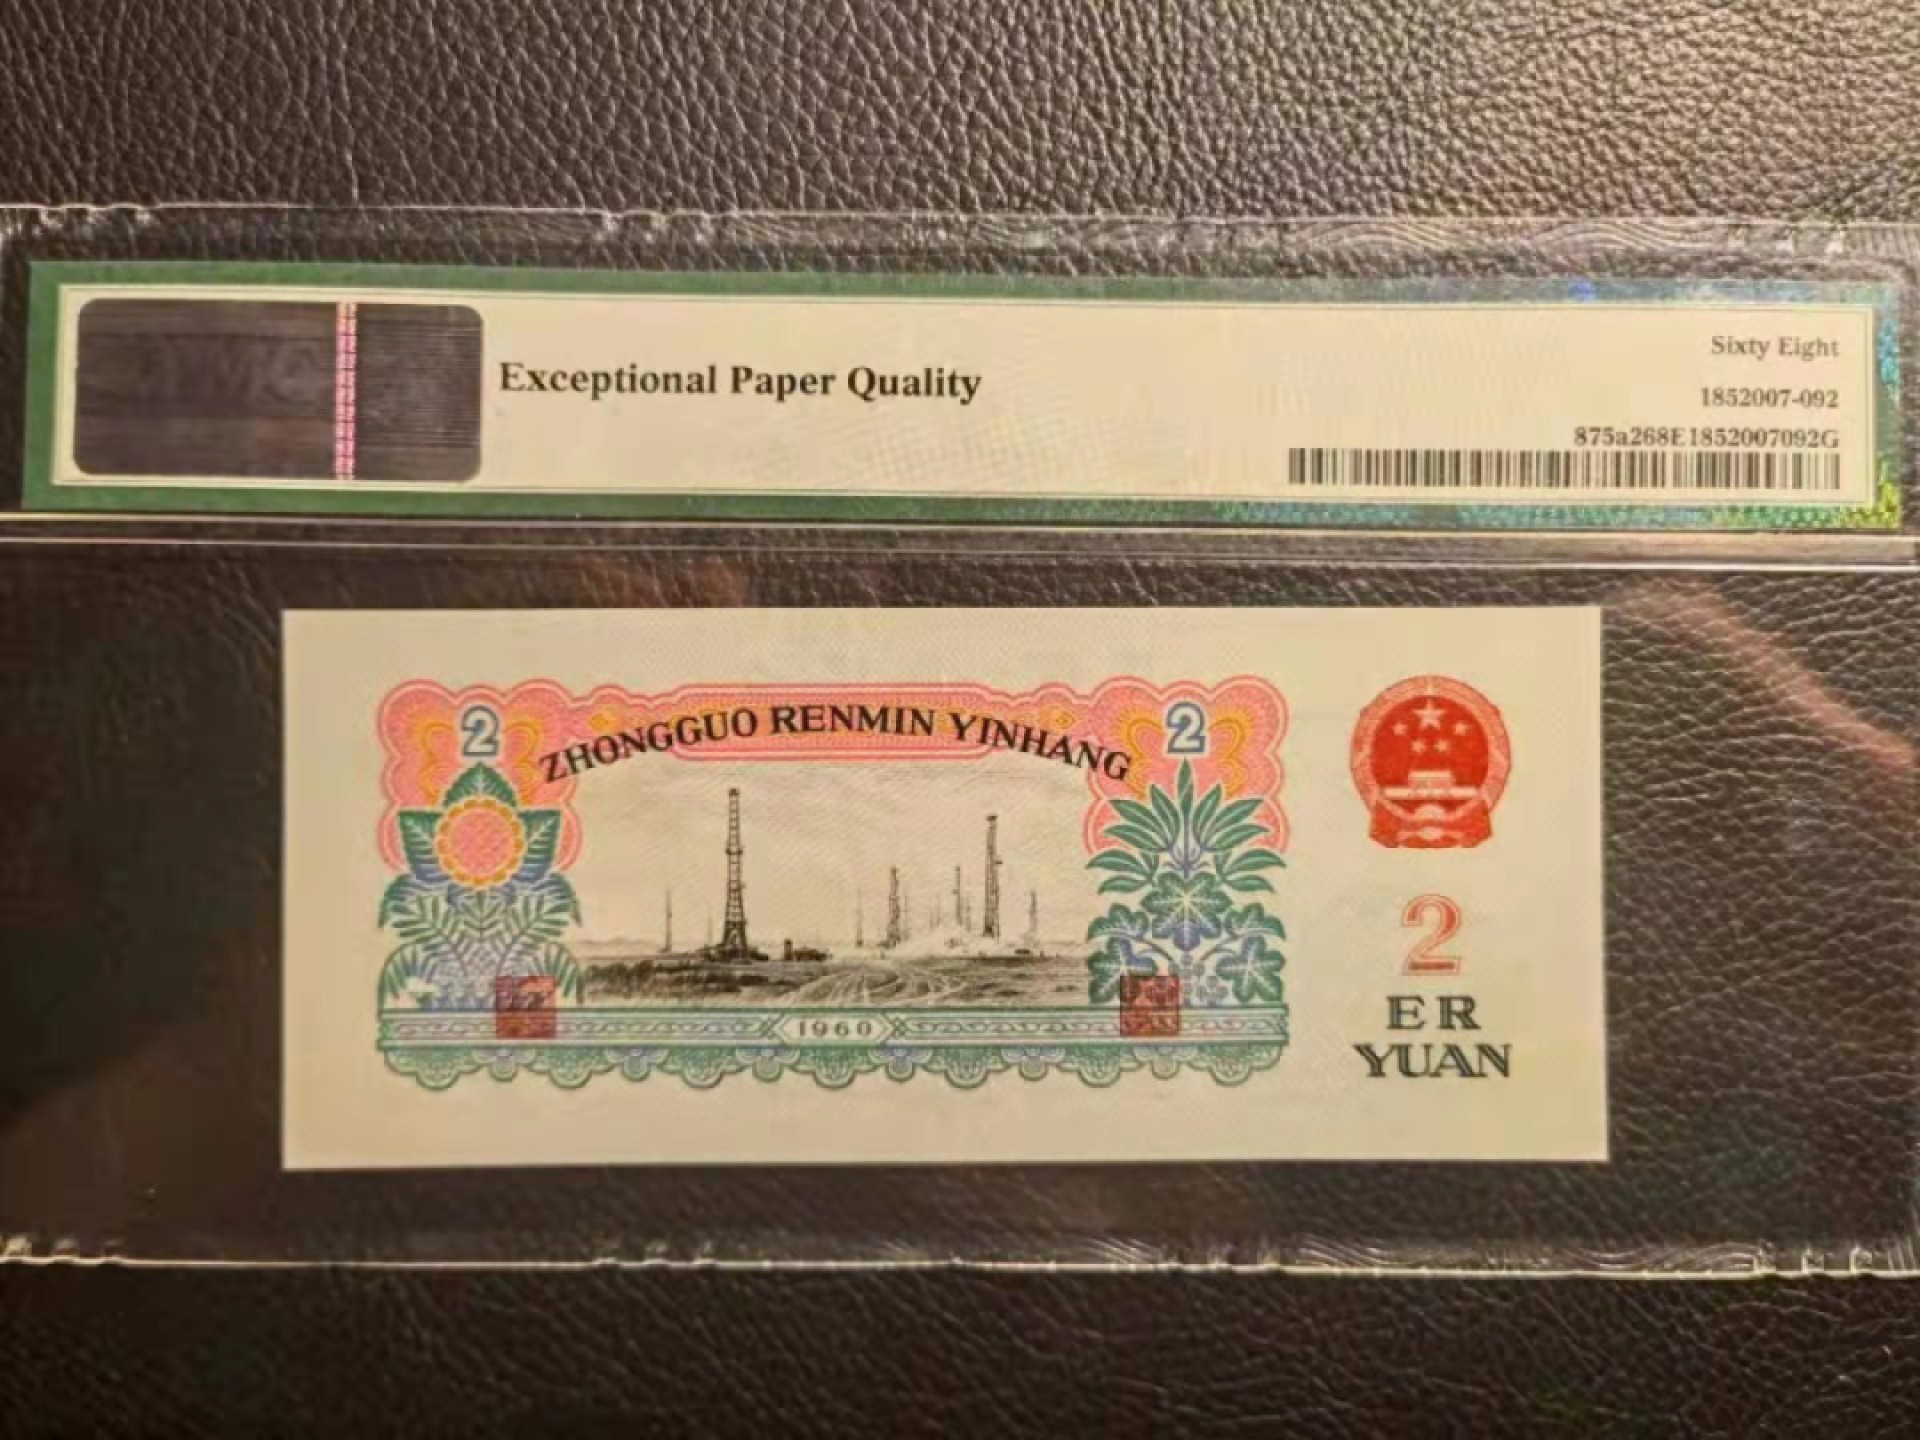 Exceptional Paper Quality
Sixty Eight
1852007-092
875a268E1852007092G
2
ZHONGGUO RENMIN YINHANG
2
1960
2
ER
YUAN